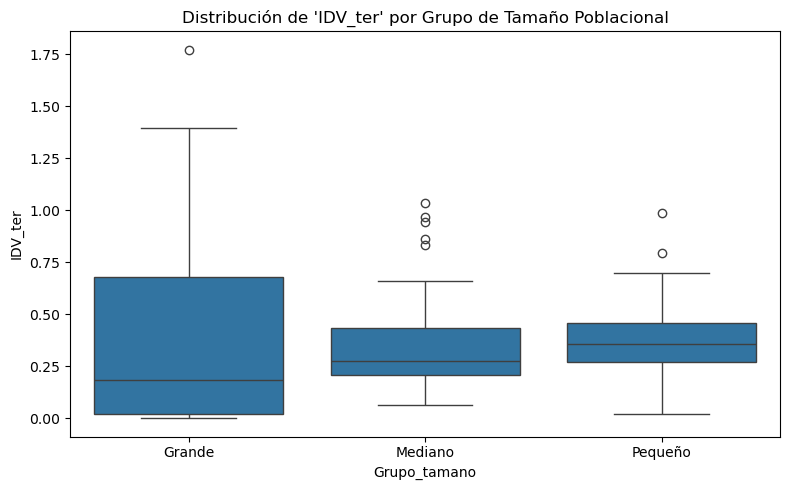 Distribución de 'IDV_ter' por Grupo de Tamaño Poblacional
1.75
1.50
1.25
1.00
0.75
0.50
0.25
0.00
IDV_ter
Grande Mediano Pequeño
Grupo_tamano